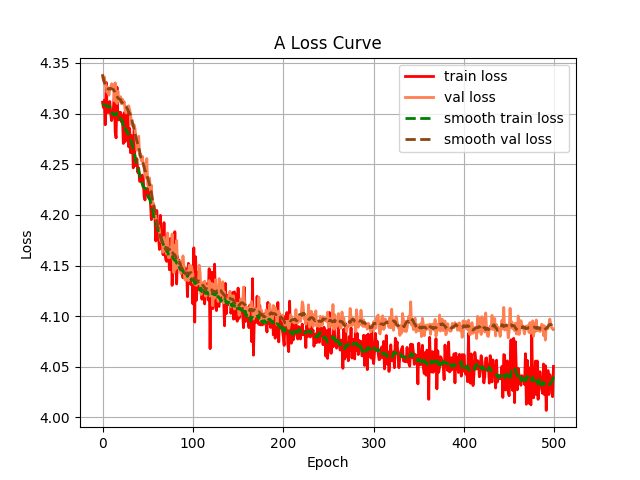 A Loss Curve
4.35
4.30
4.25
4.20
4.15
4.10
4.05
4.00
Loss
train loss
val loss
smooth train loss
smooth val loss
0
100
200
300
400
500
Epoch